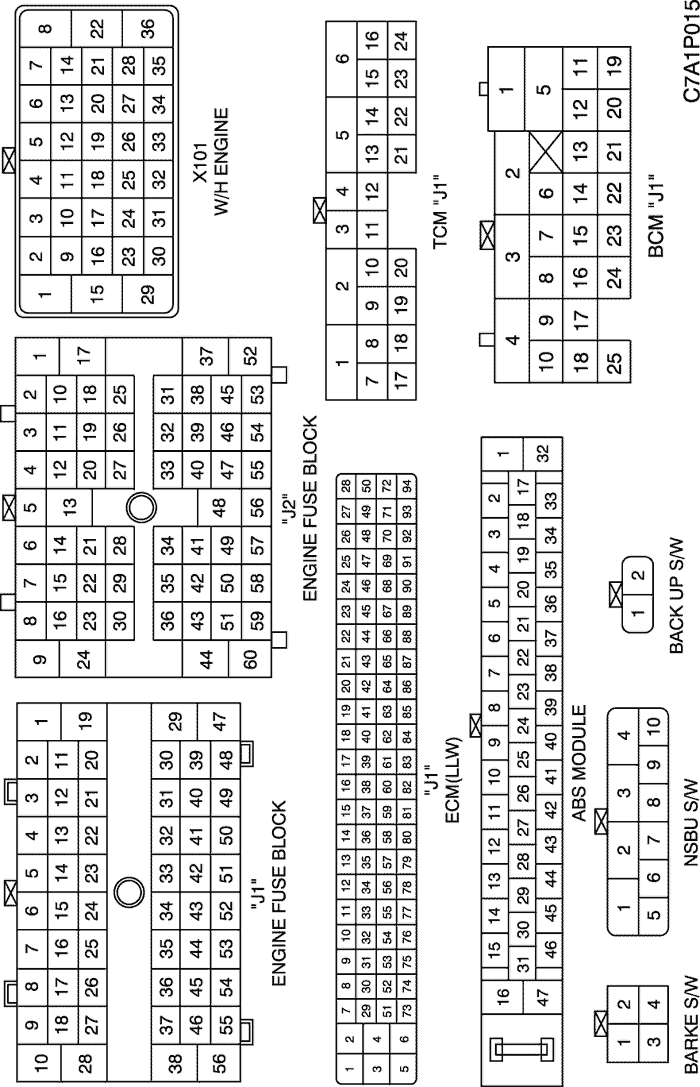 10 9 8 7 6 5 4 3 2 1
28 18 17 16 15 14 13 12 11 19
27 26 25 24 23 22 21 20
38 37 36 35 34 33 32 31 30 29
46 45 44 43 42 41 40 39
56 55 54 53 52 51 50 49 48 47
"J1"
ENGINE FUSE BLOCK
9 8 7 6 5 4 3 2 1
24 16 15 14 13 12 11 10 17
23 22 21 20 19 18
30 29 28 27 26 25
36 35 34 33 32 31
44 43 42 41 48 40 39 38 37
51 50 49 47 46 45
60 59 58 57 56 55 54 53 52
"J2"
ENGINE FUSE BLOCK
1 2 3 4 5 6 7 8
9 10 11 12 13 14
15 16 17 18 19 20 21 22
23 24 25 26 27 28
29 30 31 32 33 34 35 36
X101
W/H ENGINE
1 2 7 8 9 10 11 12 13 14 15 16 17 18 19 20 21 22 23 24 25 26 27 28
3 4 29 30 31 32 33 34 35 36 37 38 39 40 41 42 43 44 45 46 47 48 49 50
51 52 53 54 55 56 57 58 59 60 61 62 63 64 65 66 67 68 69 70 71 72
5 6 73 74 75 76 77 78 79 80 81 82 83 84 85 86 87 88 89 90 91 92 93 94
"J1"
ECM(LLW)
1 2 3 4 5 6
7 8 9 10 11 12 13 14 15 16
17 18 19 20 21 22 23 24
TCM "J1"
16 15 14 13 12 11 10 9 8 7 6 5 4 3 2 1
31 30 29 28 27 26 25 24 23 22 21 20 19 18 17
47 46 45 44 43 42 41 40 39 38 37 36 35 34 33 32
ABS MODULE
4 3 2 1
10 9 8 7 6 5
18 17 16 15 14 13 12 11
25 24 23 22 21 20 19
BCM "J1"
1 2
3 4
BARKE S/W
1 2 3 4
5 6 7 8 9 10
NSBU S/W
1 2
BACK UP S/W
C7A1P015